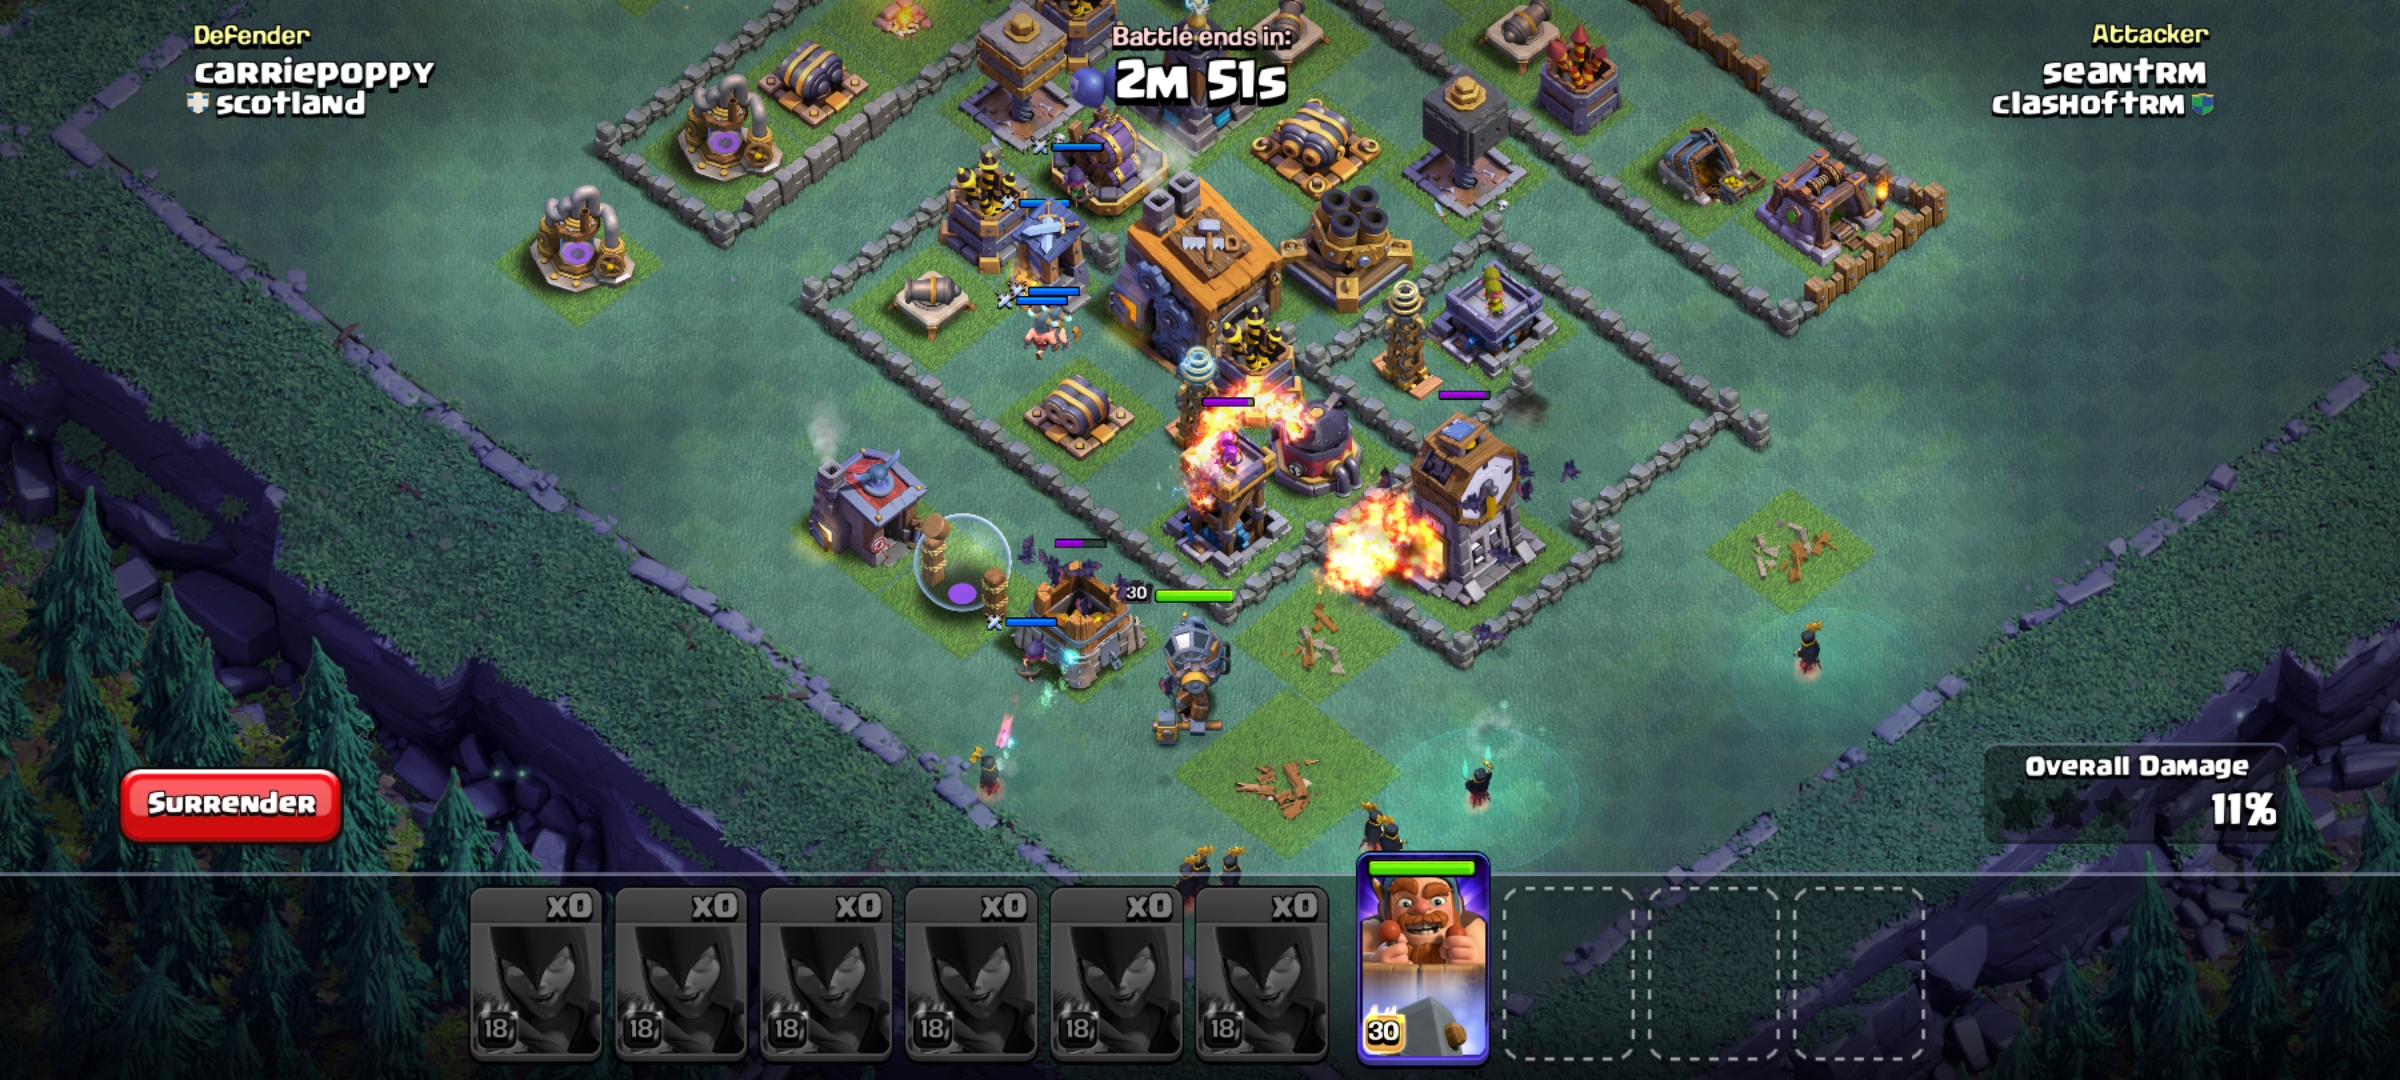 Defender
carriepoppy
scotland
Battle ends in:
2m 51s
Attacker
seantrm
clashoftrm
30
Surrender
Overall Damage
11%
x0 x0 x0 x0 x0 x0
18 18 18 18 18 18 30